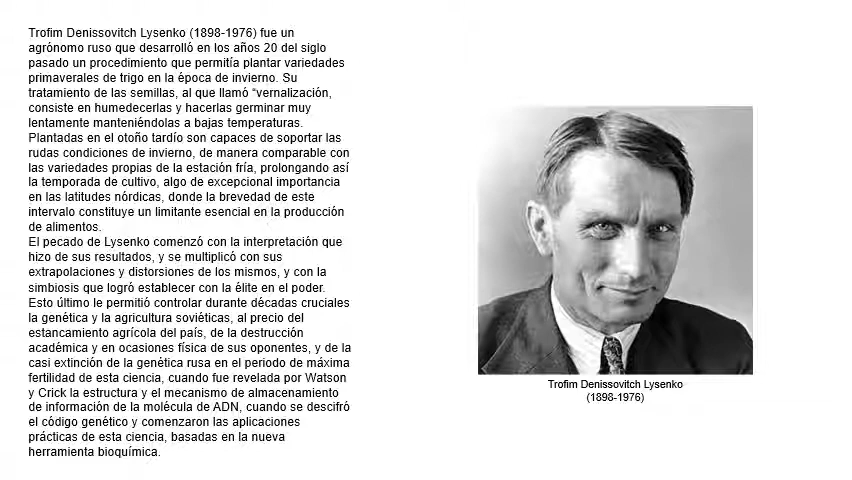 Trofim Denissovitch Lysenko (1898-1976) fue un
agrónomo ruso que desarrolló en los años 20 del siglo
pasado un procedimiento que permitía plantar variedades
primaverales de trigo en la época de invierno. Su
tratamiento de las semillas, al que llamó “vernalización,
consiste en humedecerlas y hacerlas germinar muy
lentamente manteniéndolas a bajas temperaturas.
Plantadas en el otoño tardío son capaces de soportar las
rudas condiciones de invierno, de manera comparable con
las variedades propias de la estación fría, prolongando así
la temporada de cultivo, algo de excepcional importancia
en las latitudes nórdicas, donde la brevedad de este
intervalo constituye un limitante esencial en la producción
de alimentos.
El pecado de Lysenko comenzó con la interpretación que
hizo de sus resultados, y se multiplicó con sus
extrapolaciones y distorsiones de los mismos, y con la
simbiosis que logró establecer con la élite en el poder.
Esto último le permitió controlar durante décadas cruciales
la genética y la agricultura soviéticas, al precio del
estancamiento agrícola del país, de la destrucción
académica y en ocasiones física de sus oponentes, y de la
casi extinción de la genética rusa en el periodo de máxima
fertilidad de esta ciencia, cuando fue revelada por Watson
y Crick la estructura y el mecanismo de almacenamiento
de información de la molécula de ADN, cuando se descifró
el código genético y comenzaron las aplicaciones
prácticas de esta ciencia, basadas en la nueva
herramienta bioquímica.
Trofim Denissovitch Lysenko
(1898-1976)